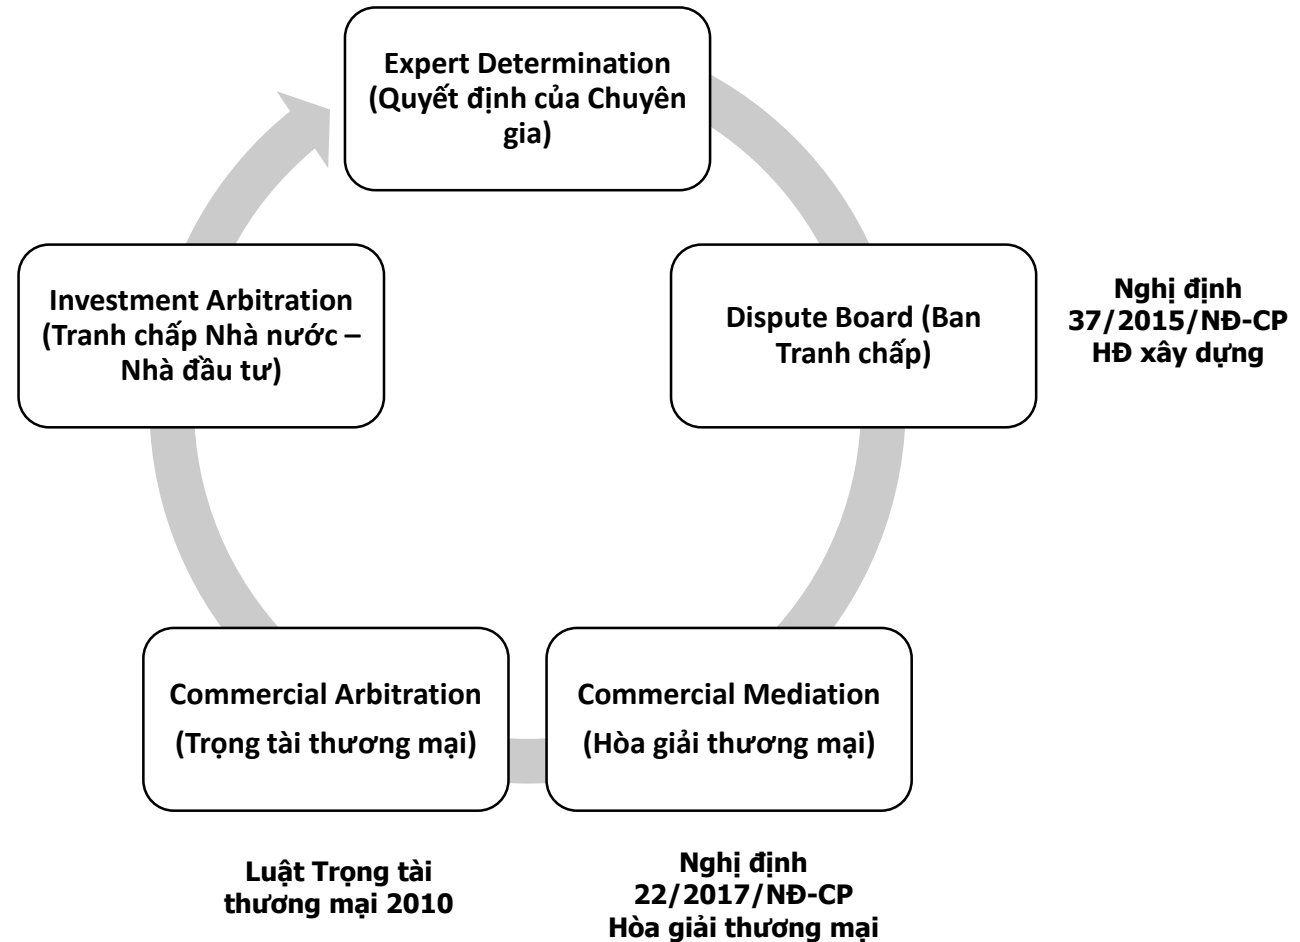 Expert Determination
(Quyết định của Chuyên
gia)
Investment Arbitration
(Tranh chấp Nhà nước –
Nhà đầu tư)
Dispute Board (Ban
Tranh chấp)
Nghị định
37/2015/NĐ-CP
HĐ xây dựng
Commercial Arbitration
(Trọng tài thương mại)
Commercial Mediation
(Hòa giải thương mại)
Luật Trọng tài
thương mại 2010
Nghị định
22/2017/NĐ-CP
Hòa giải thương mại